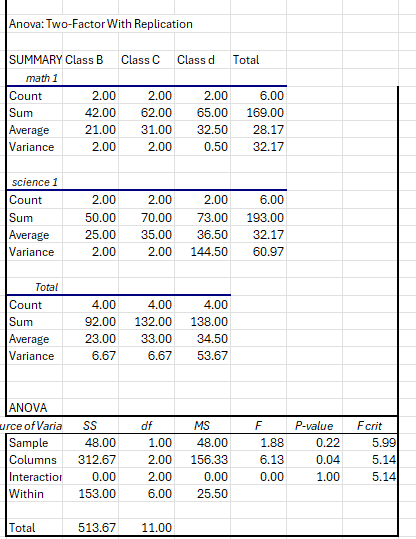 Anova: Two-Factor With Replication
SUMMARY Class B Class C Class d Total
math 1
Count 2.00 2.00 2.00 6.00
Sum 42.00 62.00 65.00 169.00
Average 21.00 31.00 32.50 28.17
Variance 2.00 2.00 0.50 32.17
science 1
Count 2.00 2.00 2.00 6.00
Sum 50.00 70.00 73.00 193.00
Average 25.00 35.00 36.50 32.17
Variance 2.00 2.00 144.50 60.97
Total
Count 4.00 4.00 4.00
Sum 92.00 132.00 138.00
Average 23.00 33.00 34.50
Variance 6.67 6.67 53.67
ANOVA
urce of Varia SS df MS F P-value F crit
Sample 48.00 1.00 48.00 1.88 0.22 5.99
Columns 312.67 2.00 156.33 6.13 0.04 5.14
Interaction 0.00 2.00 0.00 0.00 1.00 5.14
Within 153.00 6.00 25.50
Total 513.67 11.00